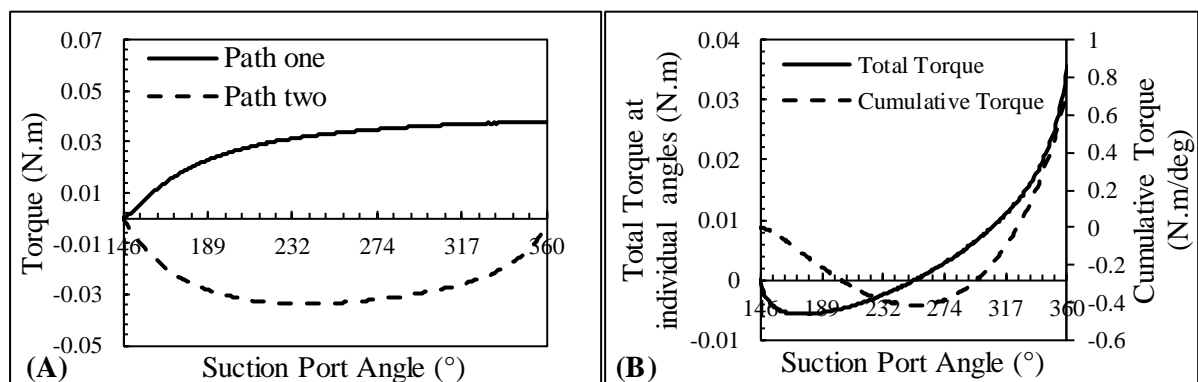 0.07
0.05
0.03
0.01
-0.01
-0.03
-0.05
Torque (N.m)
Path one
Path two
146 189 232 274 317 360
Suction Port Angle (°)
(A)
0.04
0.03
0.02
0.01
0
-0.01
Total Torque at
individual angles (N.m)
Total Torque
Cumulative Torque
146 189 232 274 317 360
1
0.8
0.6
0.4
0.2
0
-0.2
-0.4
-0.6
Cumulative Torque
(N.m/deg)
Suction Port Angle (°)
(B)